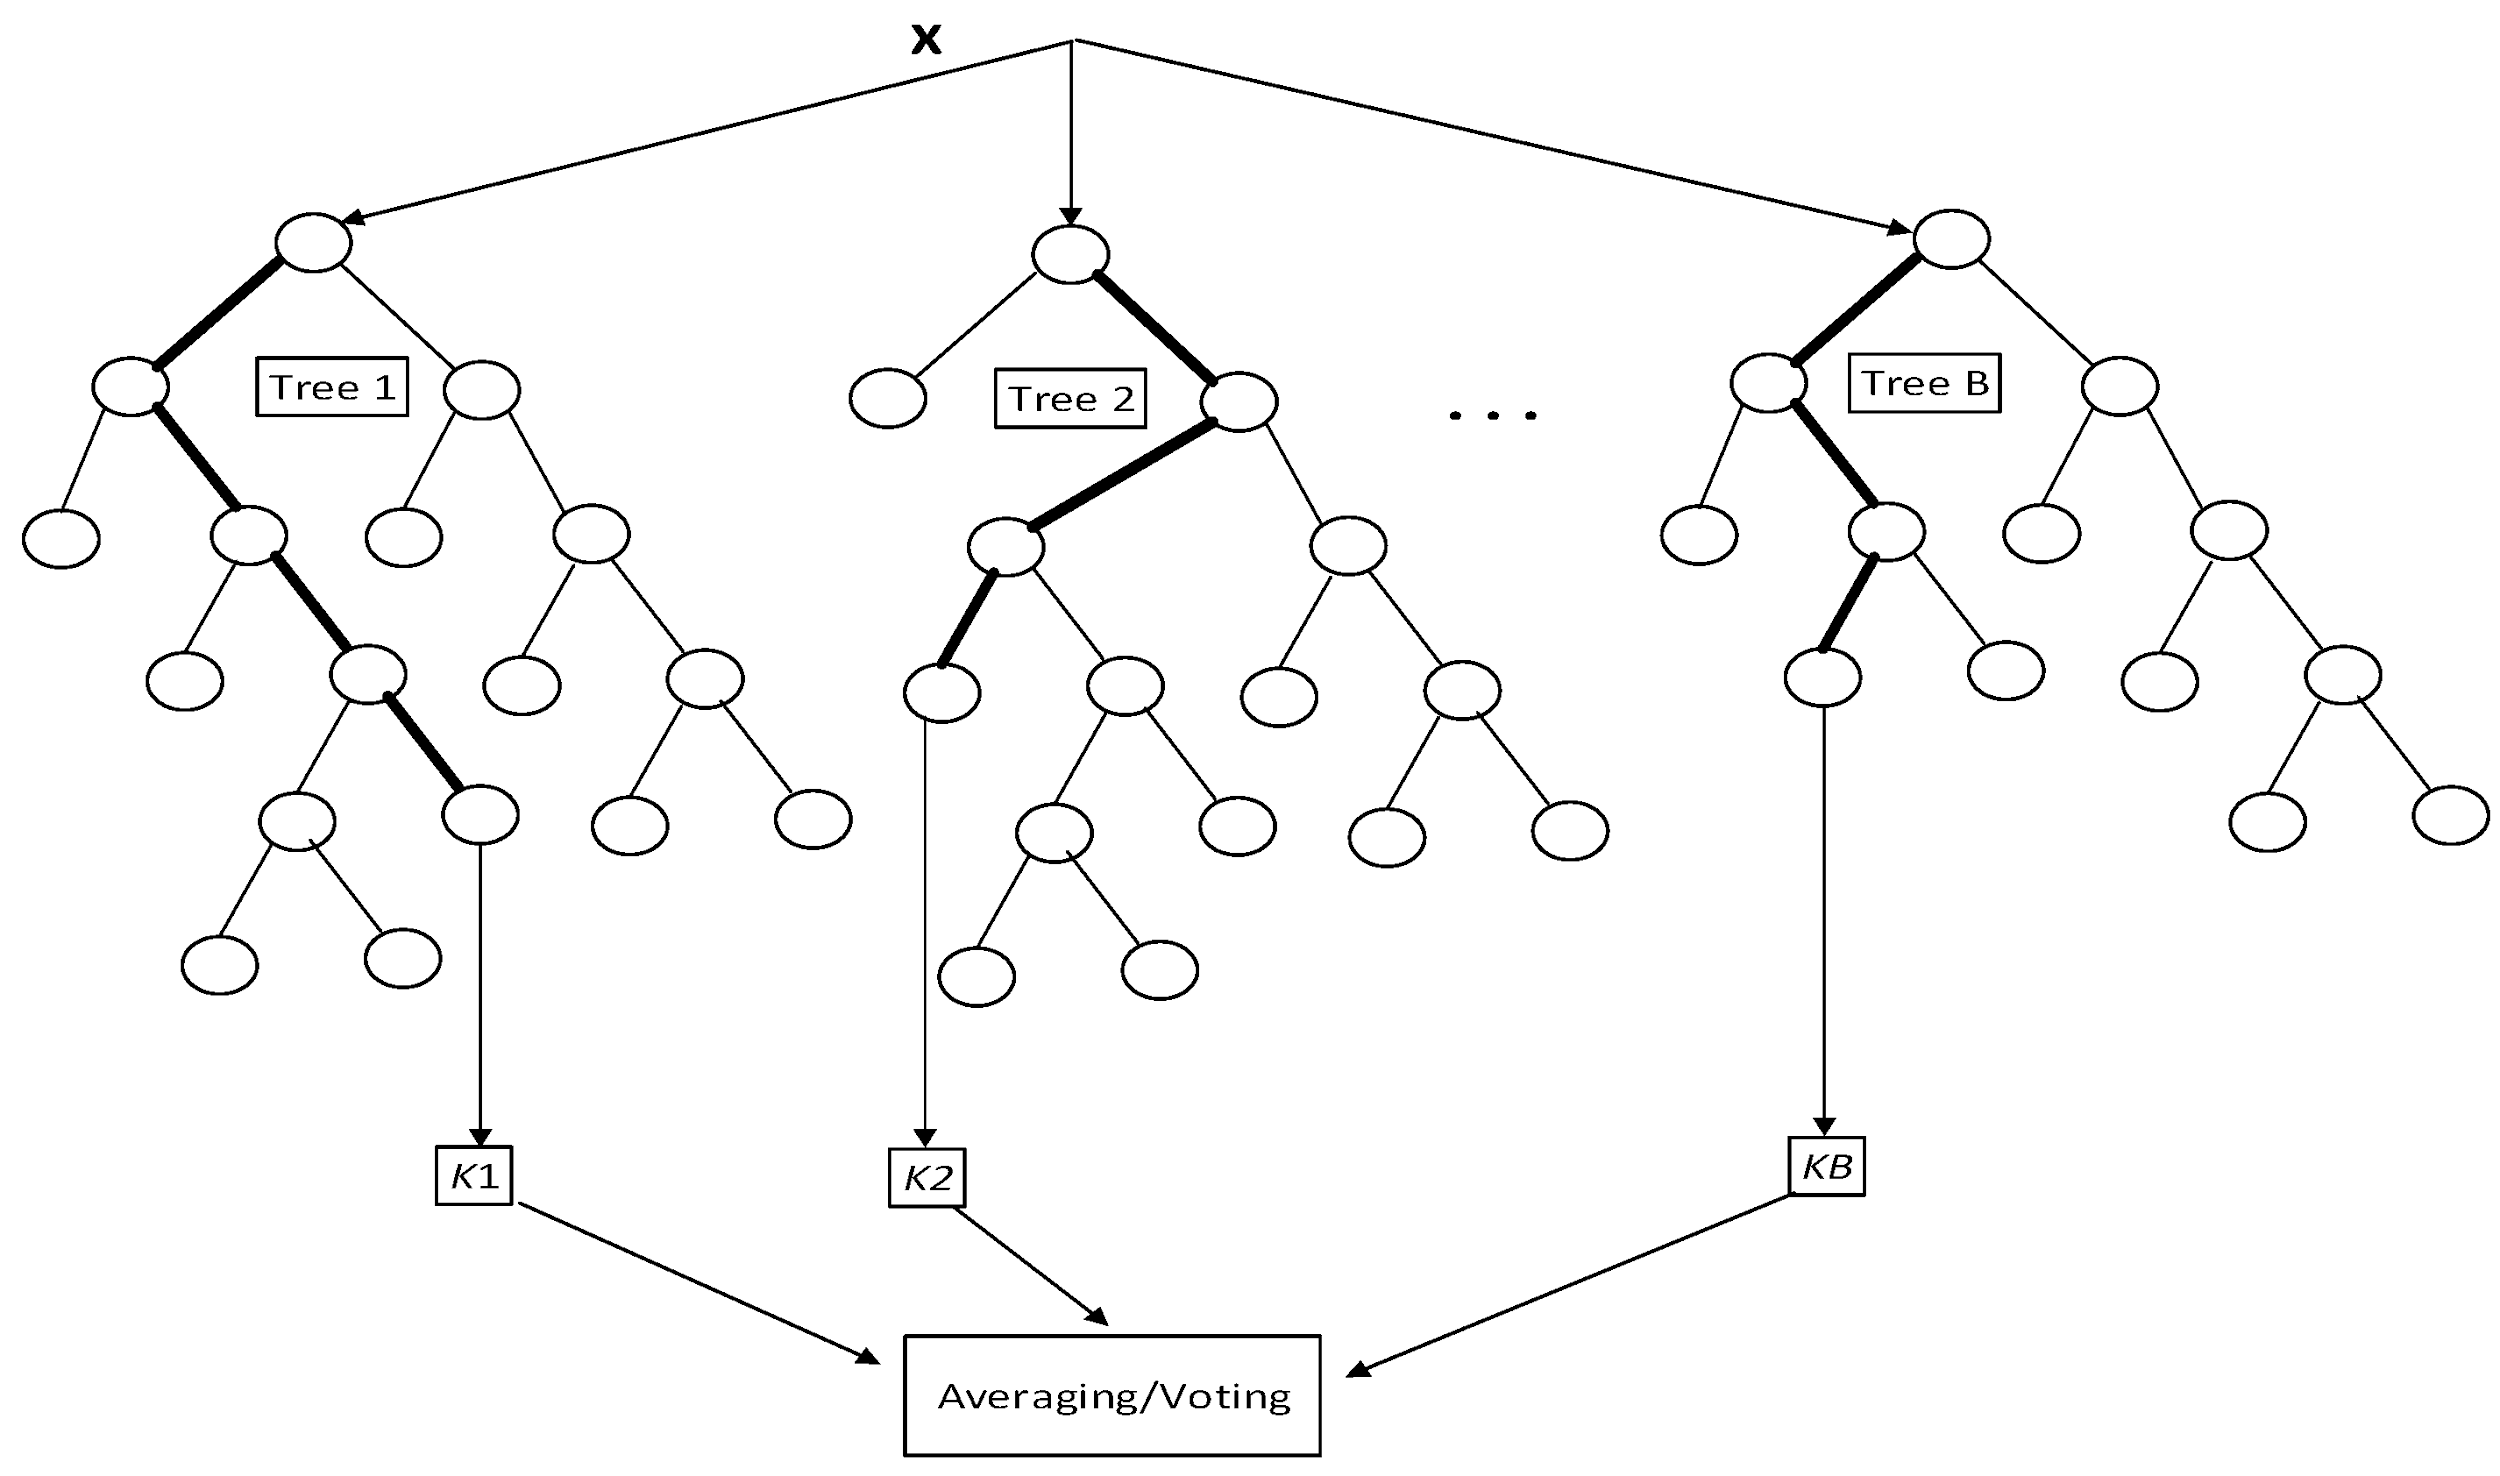 x
Tree 1
Tree 2
. . .
Tree B
K1
K2
KB
Averaging/Voting